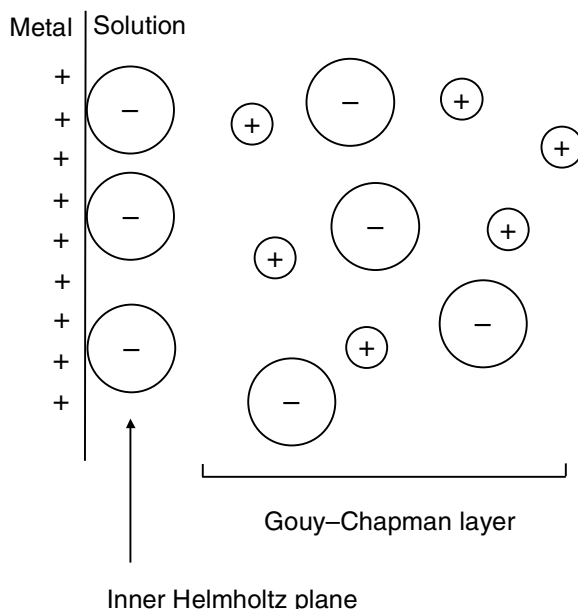 Metal Solution
+
+ − + − +
+ +
+ −
+ − +
+ +
+
+ −
+ − +
+ −
Gouy–Chapman layer
Inner Helmholtz plane